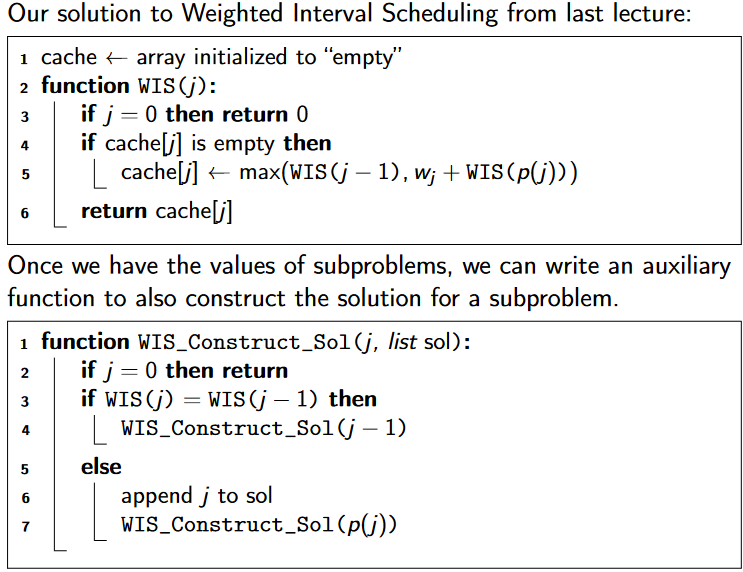 Our solution to Weighted Interval Scheduling from last lecture:
1 cache ← array initialized to “empty”
2 function WIS(j):
3 if j = 0 then return 0
4 if cache[j] is empty then
5 cache[j] ← max(WIS(j − 1), wⱼ + WIS(p(j)))
6 return cache[j]
Once we have the values of subproblems, we can write an auxiliary
function to also construct the solution for a subproblem.
1 function WIS_Construct_Sol(j, list sol):
2 if j = 0 then return
3 if WIS(j) = WIS(j − 1) then
4 WIS_Construct_Sol(j − 1)
5 else
6 append j to sol
7 WIS_Construct_Sol(p(j))